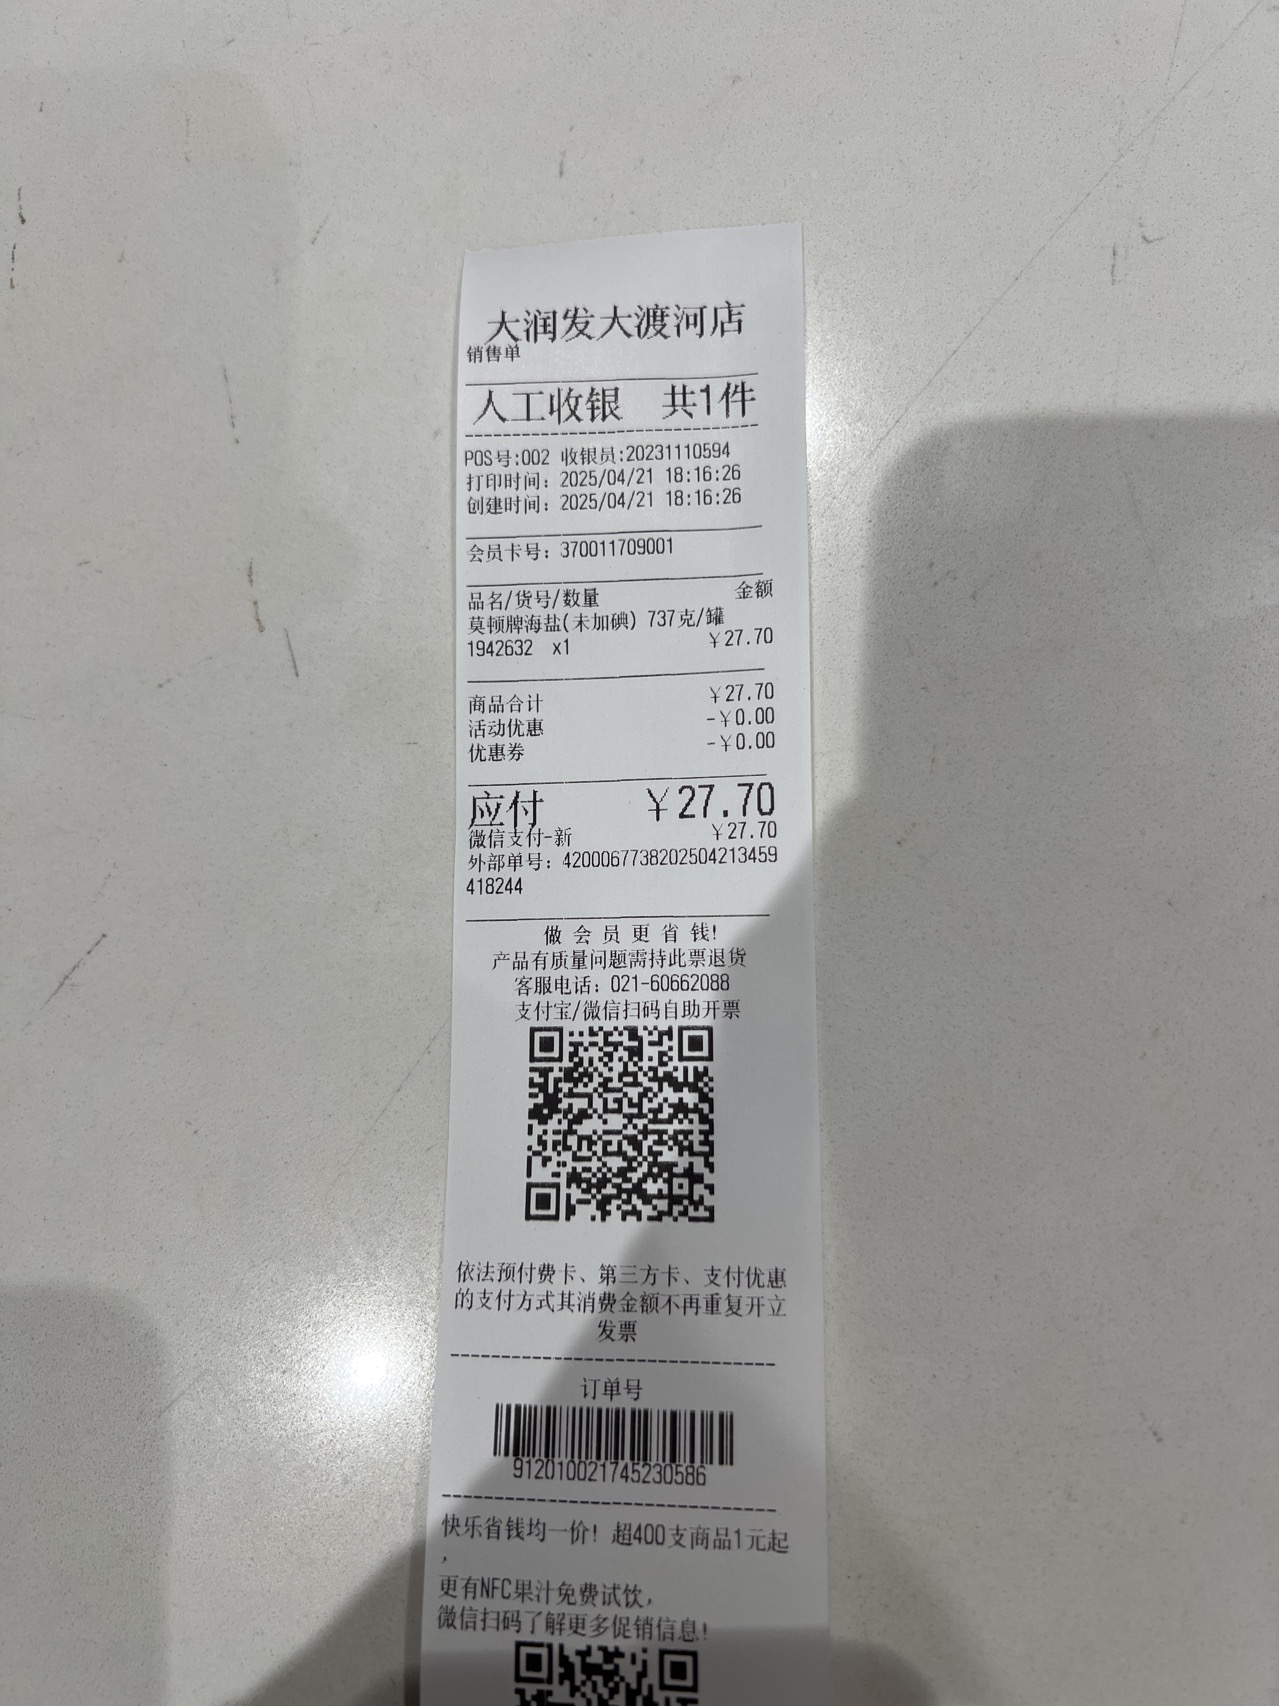 大润发大渡河店
销售单
人工收银 共1件
POS号:002 收银员:20231110594
打印时间: 2025/04/21 18:16:26
创建时间: 2025/04/21 18:16:26
会员卡号: 370011709001
品名/货号/数量 金额
莫顿牌海盐(未加碘) 737克/罐
1942632 x1 ￥27.70
商品合计 ￥27.70
活动优惠 -￥0.00
优惠券 -￥0.00
应付 ￥27.70
微信支付-新 ￥27.70
外部单号: 4200067738202504213459
418244
做会员更省钱!
产品有质量问题需持此票退货
客服电话: 021-60662088
支付宝/微信扫码自助开票
依法预付费卡、第三方卡、支付优惠
的支付方式其消费金额不再重复开立
发票
订单号
912010021745230586
快乐省钱均一价! 超400支商品1元起
,
更有NFC果汁免费试饮,
微信扫码了解更多促销信息!